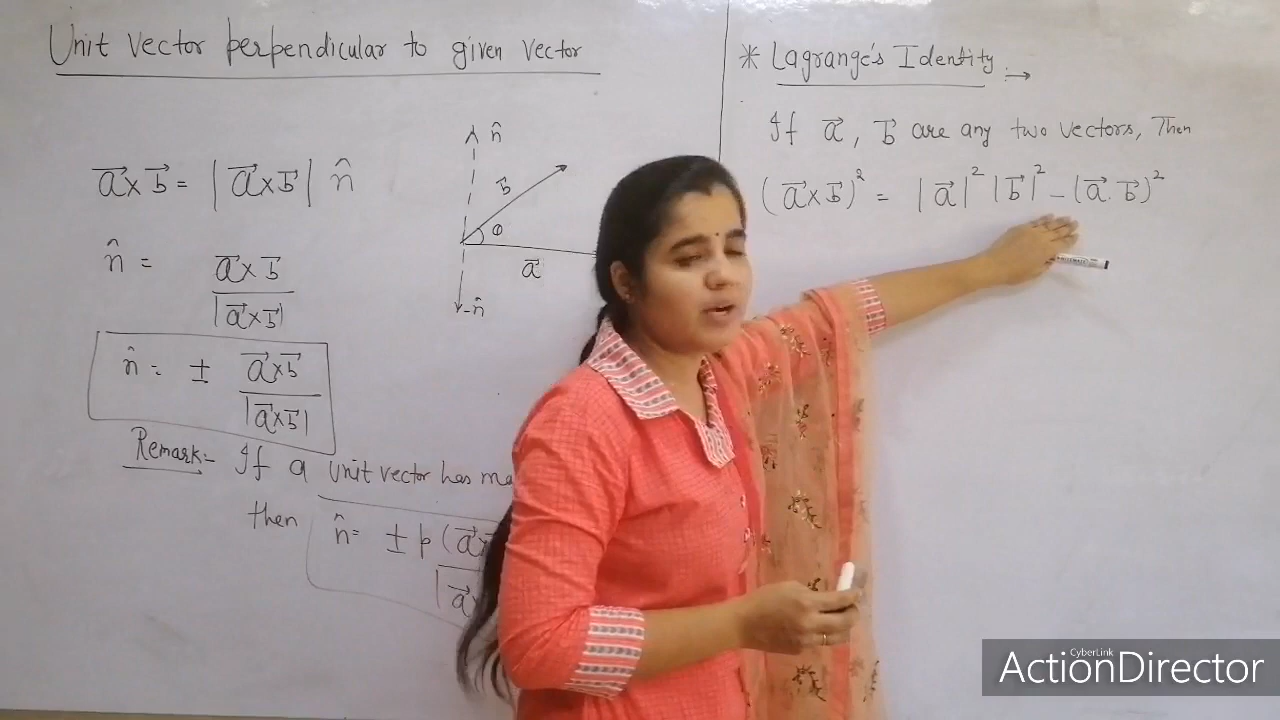 Unit vector perpendicular to given vector
a⃗×b⃗ = |a⃗×b⃗| n̂
n̂ = a⃗×b⃗ / |a⃗×b⃗|
n̂ = ± a⃗×b⃗ / |a⃗×b⃗|
Remark:- If a unit vector has
then n̂ = ± p (a⃗×
|a⃗
n̂
b⃗
θ
a⃗
-n̂
* Lagrange's Identity →
If a⃗, b⃗ are any two vectors, Then
(a⃗×b⃗)² = |a⃗|² |b⃗|² - (a⃗.b⃗)²
CyberLink
ActionDirector